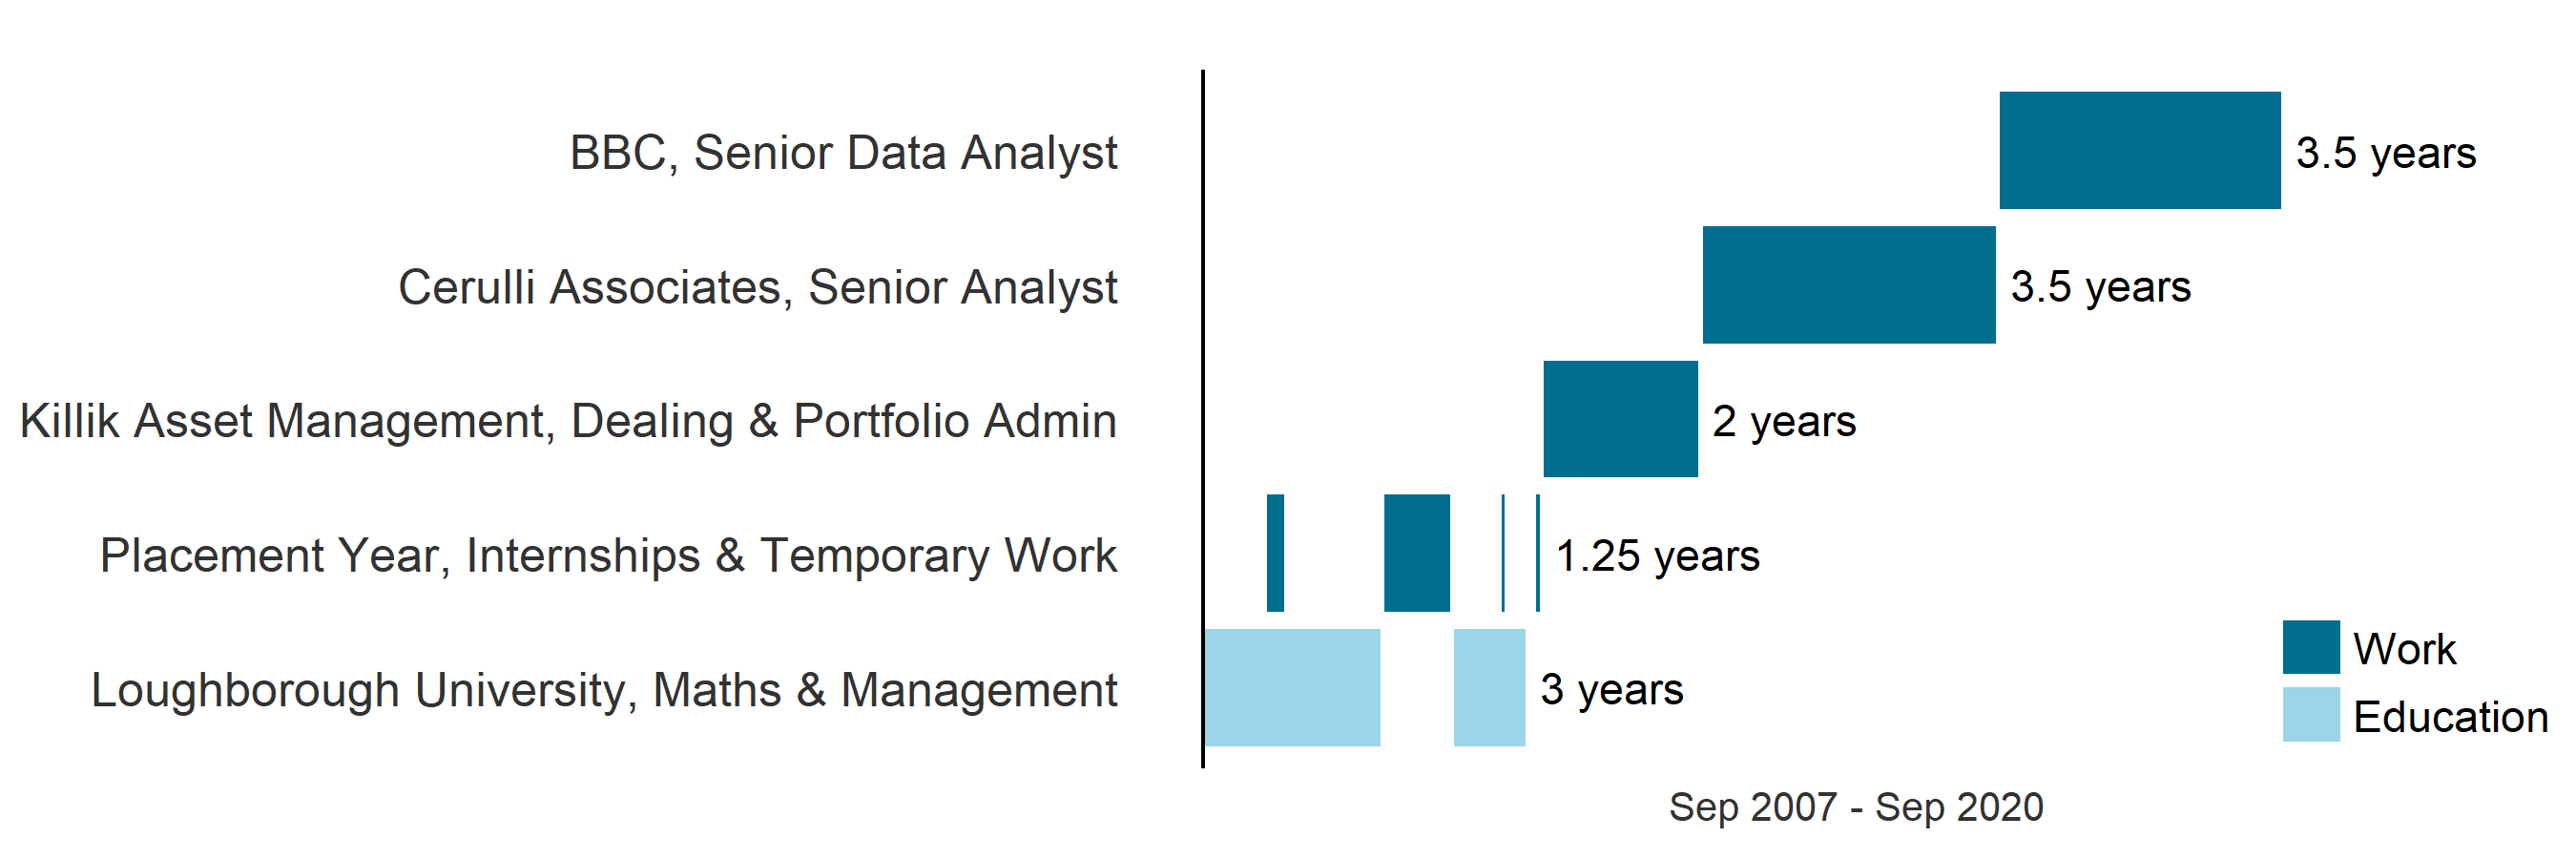 BBC, Senior Data Analyst
3.5 years
Cerulli Associates, Senior Analyst
3.5 years
Killik Asset Management, Dealing & Portfolio Admin
2 years
Placement Year, Internships & Temporary Work
1.25 years
Loughborough University, Maths & Management
3 years
Work
Education
Sep 2007 - Sep 2020